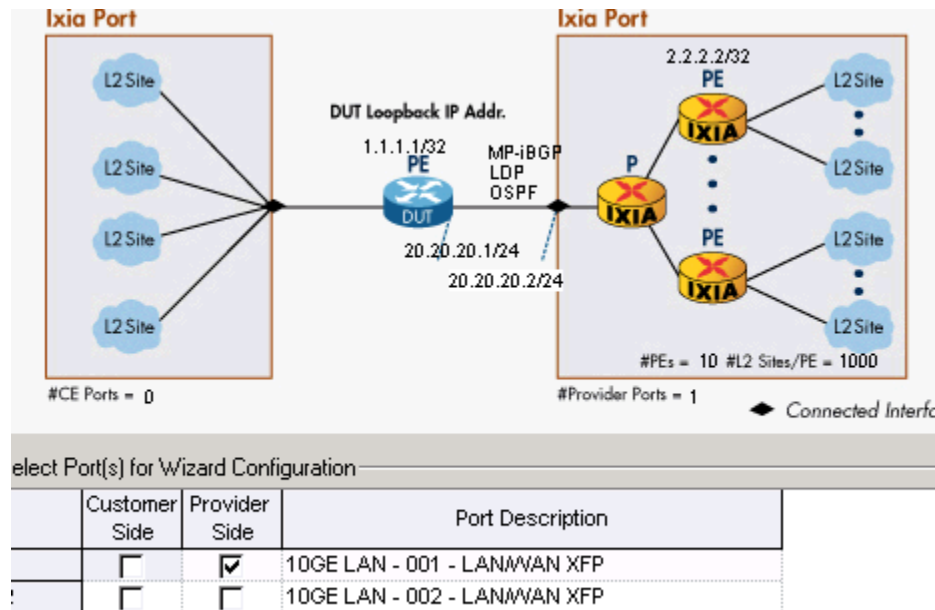 Ixia Port
Ixia Port
L2 Site
L2 Site
L2 Site
L2 Site
DUT Loopback IP Addr.
1.1.1.1/32
PE
DUT
MP-iBGP
LDP
OSPF
20.20.20.1/24
20.20.20.2/24
2.2.2.2/32
PE
IXIA
P
IXIA
PE
IXIA
L2 Site
L2 Site
L2 Site
L2 Site
#PEs = 10 #L2 Sites/PE = 1000
#CE Ports = 0
#Provider Ports = 1
Connected Interfa
elect Port(s) for Wizard Configuration
Customer Side
Provider Side
Port Description
10GE LAN - 001 - LAN/WAN XFP
10GE LAN - 002 - LAN/WAN XFP